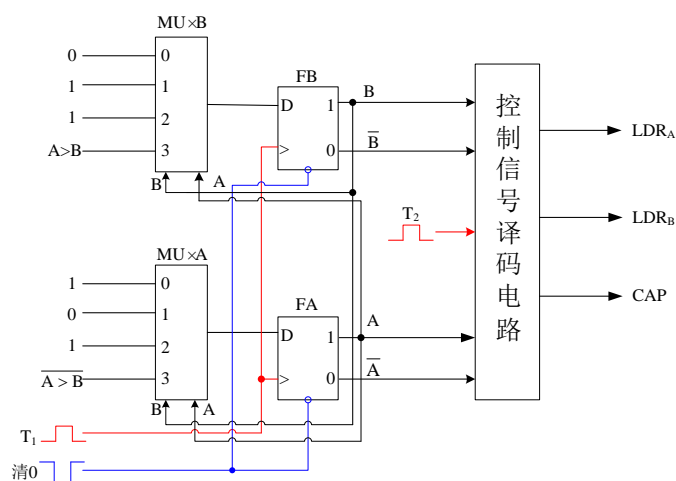 MU×B
0
0
1
1
1
2
A>B
3
B
A
FB
D
1
>
0
B
B̅
T₂
控制信号译码电路
LDR_A
LDR_B
CAP
MU×A
1
0
0
1
1
2
A̅ ̅>̅ ̅B̅
3
B
A
FA
D
1
>
0
A
A̅
T₁
清0